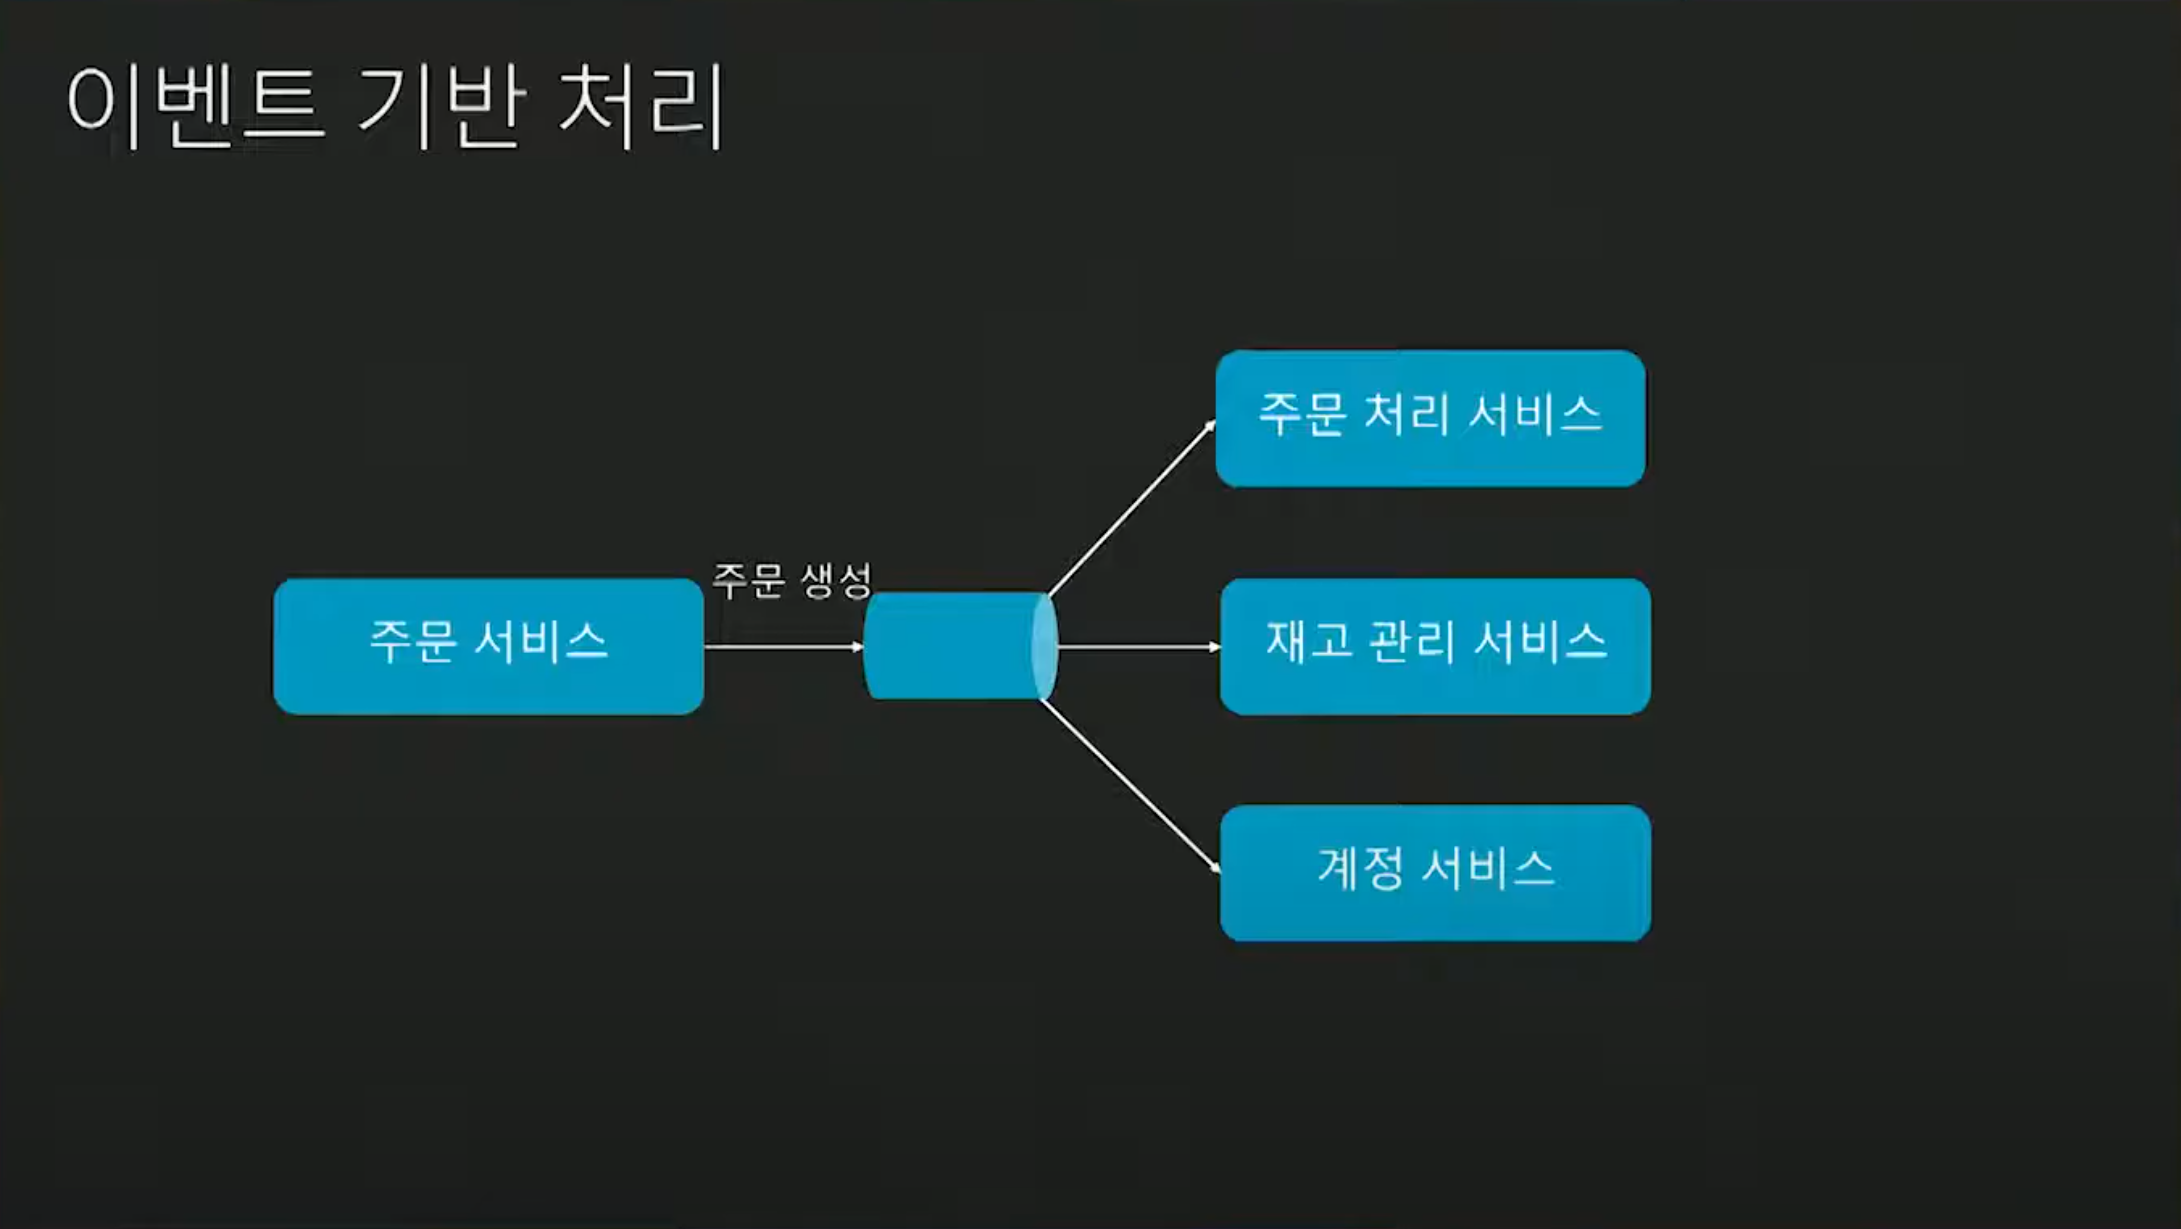 이벤트 기반 처리
주문 처리 서비스
주문 생성
주문 서비스
재고 관리 서비스
계정 서비스